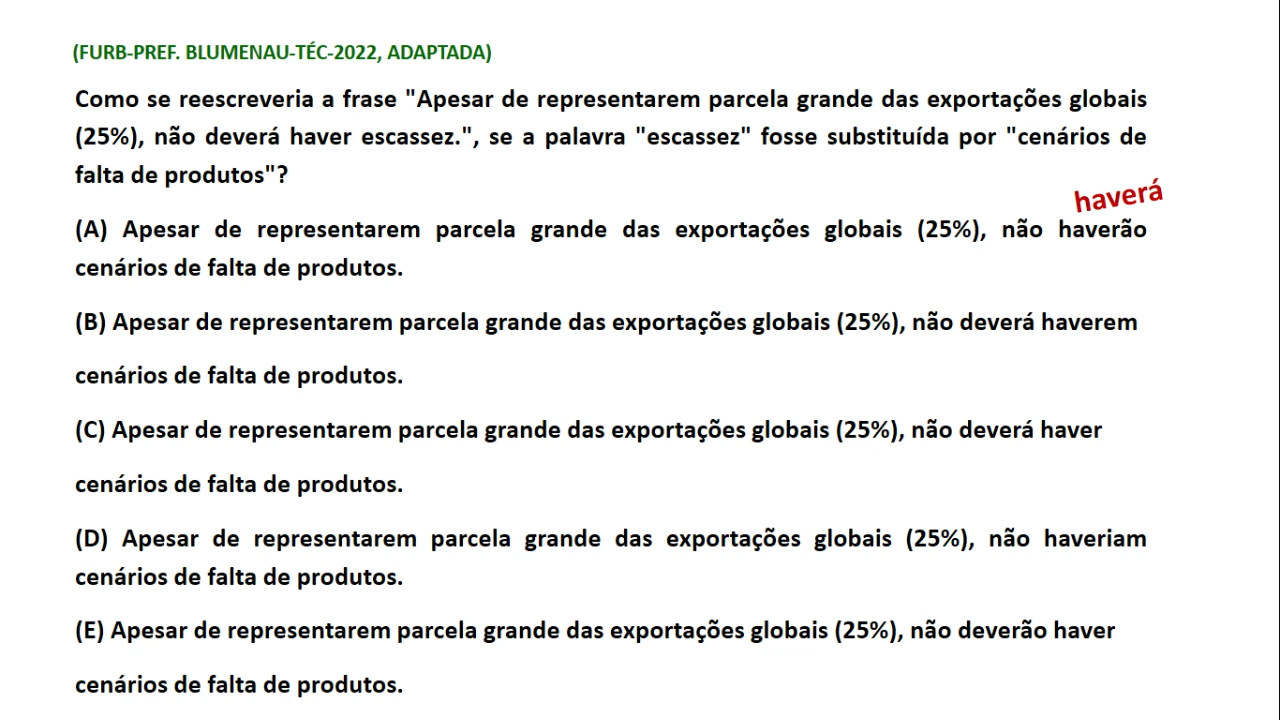 (FURB-PREF. BLUMENAU-TÉC-2022, ADAPTADA)
Como se reescreveria a frase "Apesar de representarem parcela grande das exportações globais
(25%), não deverá haver escassez.", se a palavra "escassez" fosse substituída por "cenários de
falta de produtos"?
haverá
(A) Apesar de representarem parcela grande das exportações globais (25%), não haverão
cenários de falta de produtos.
(B) Apesar de representarem parcela grande das exportações globais (25%), não deverá haverem
cenários de falta de produtos.
(C) Apesar de representarem parcela grande das exportações globais (25%), não deverá haver
cenários de falta de produtos.
(D) Apesar de representarem parcela grande das exportações globais (25%), não haveriam
cenários de falta de produtos.
(E) Apesar de representarem parcela grande das exportações globais (25%), não deverão haver
cenários de falta de produtos.